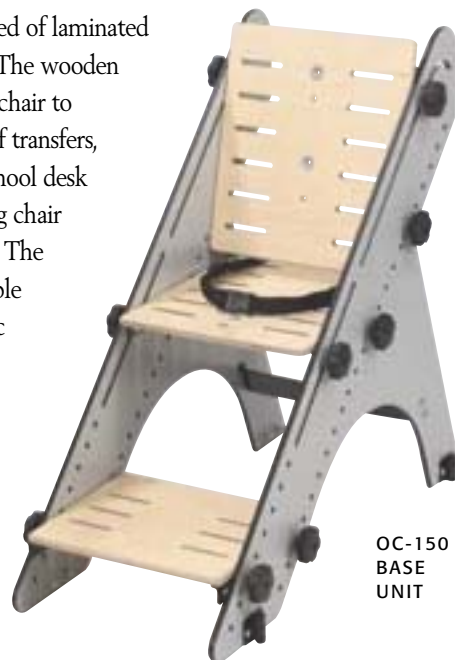 ed of laminated
The wooden
chair to
f transfers,
hool desk
g chair
The
ble
c
OC-150
BASE
UNIT